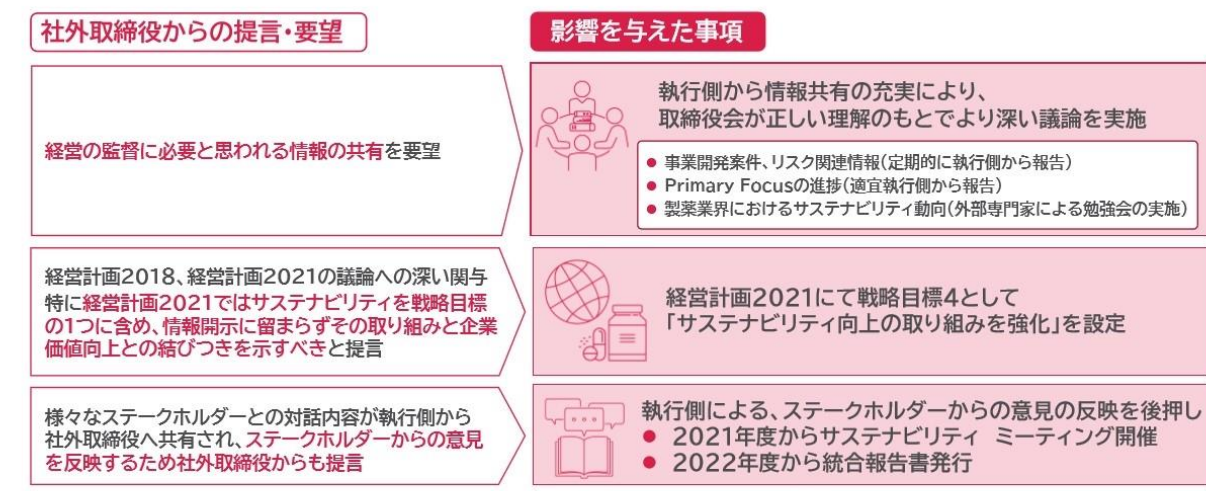 社外取締役からの提言・要望
影響を与えた事項
経営の監督に必要と思われる情報の共有を要望
執行側から情報共有の充実により、
取締役会が正しい理解のもとでより深い議論を実施
● 事業開発案件、リスク関連情報(定期的に執行側から報告)
● Primary Focusの進捗(適宜執行側から報告)
● 製薬業界におけるサステナビリティ動向(外部専門家による勉強会の実施)
経営計画2018、経営計画2021の議論への深い関与
特に経営計画2021ではサステナビリティを戦略目標
の1つに含め、情報開示に留まらずその取り組みと企業
価値向上との結びつきを示すべきと提言
経営計画2021にて戦略目標4として
「サステナビリティ向上の取り組みを強化」を設定
様々なステークホルダーとの対話内容が執行側から
社外取締役へ共有され、ステークホルダーからの意見
を反映するため社外取締役からも提言
執行側による、ステークホルダーからの意見の反映を後押し
● 2021年度からサステナビリティ ミーティング開催
● 2022年度から統合報告書発行